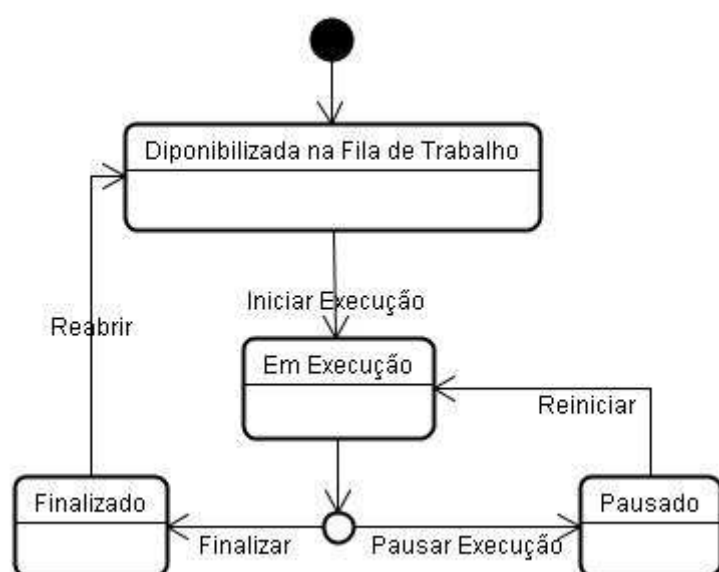 Diponibilizada na Fila de Trabalho
Iniciar Execução
Reabrir
Em Execução
Reiniciar
Finalizado
Pausado
Finalizar
Pausar Execução